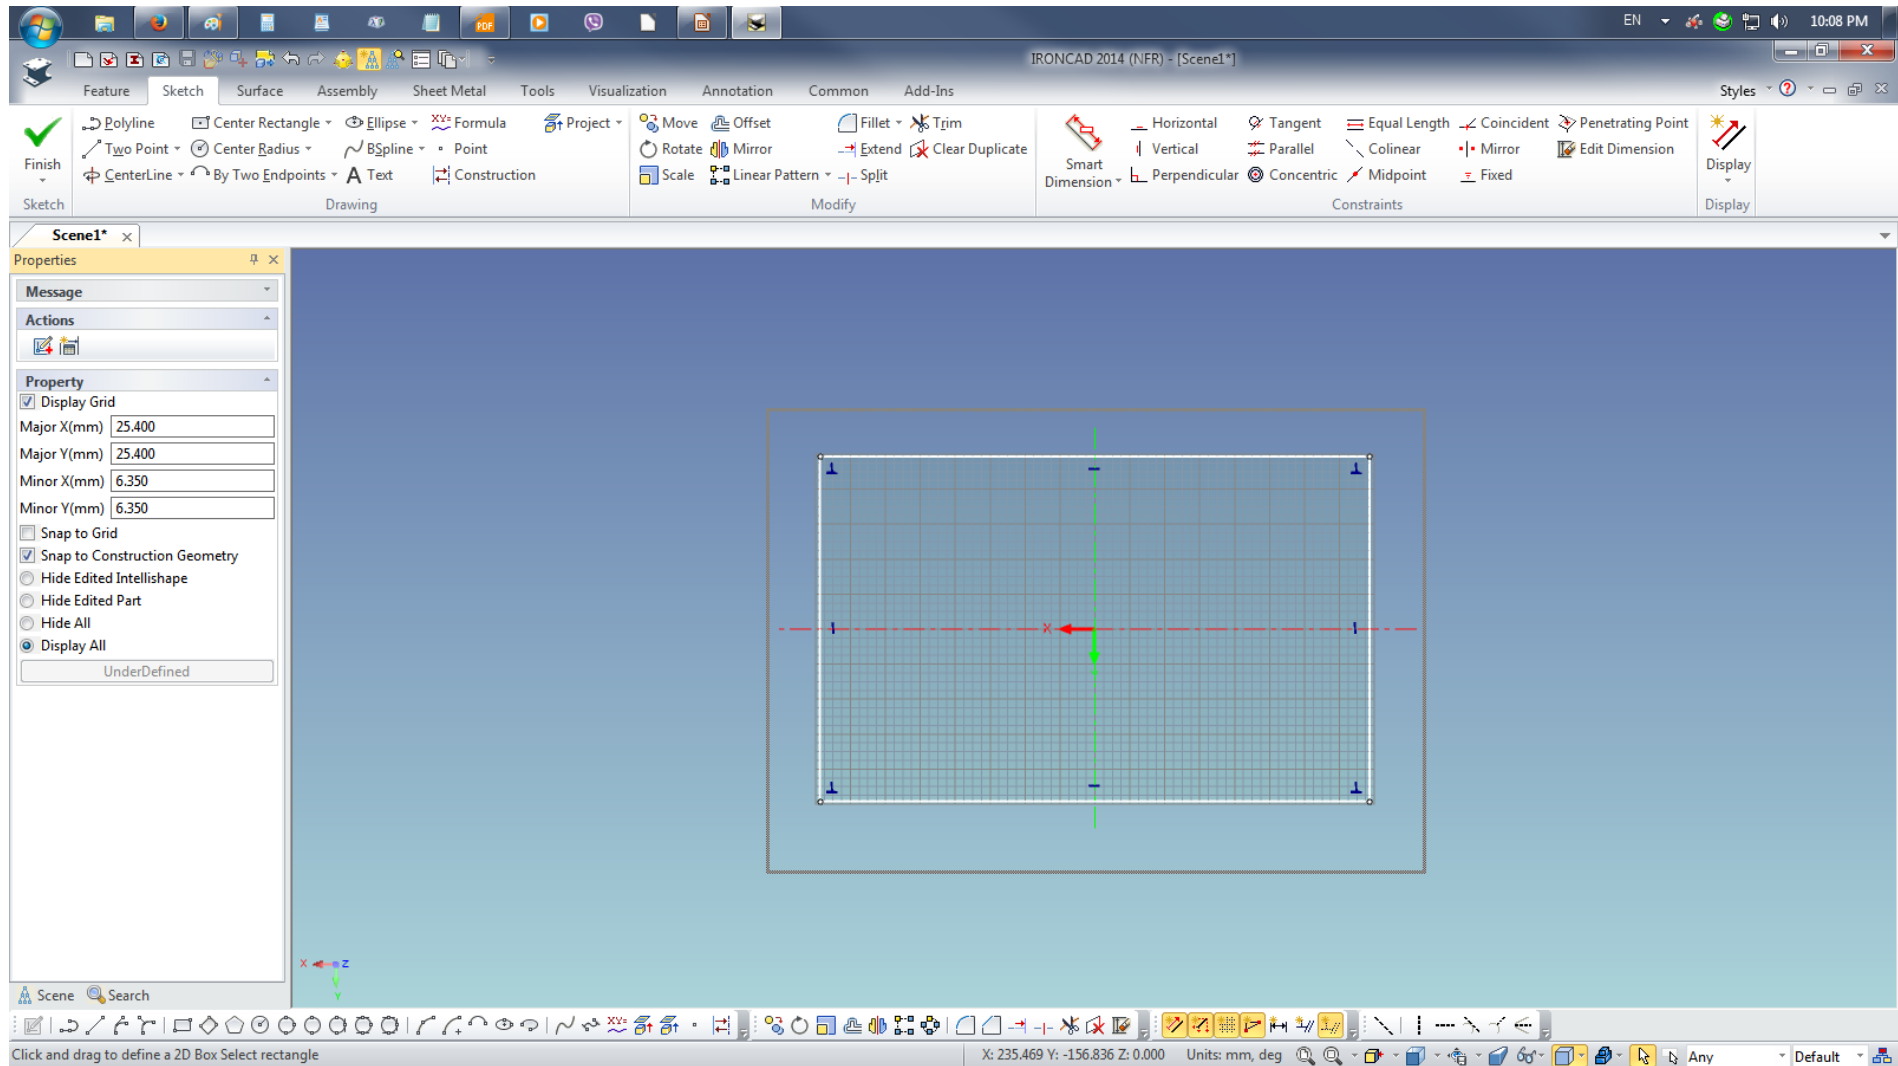 EN 10:08 PM
IRONCAD 2014 (NFR) - [Scene1*]
Feature Sketch Surface Assembly Sheet Metal Tools Visualization Annotation Common Add-Ins Styles
Polyline Center Rectangle Ellipse XY= Formula Project Move Offset Fillet Trim Horizontal Tangent Equal Length Coincident Penetrating Point
Two Point Center Radius BSpline Point Rotate Mirror Extend Clear Duplicate Vertical Parallel Colinear Mirror Edit Dimension
Finish Smart Dimension Display
CenterLine By Two Endpoints A Text Construction Scale Linear Pattern Split Perpendicular Concentric Midpoint Fixed
Sketch Drawing Modify Constraints Display
Scene1*
Properties
Message
Actions
Property
Display Grid
Major X(mm) 25.400
Major Y(mm) 25.400
Minor X(mm) 6.350
Minor Y(mm) 6.350
Snap to Grid
Snap to Construction Geometry
Hide Edited Intellishape
Hide Edited Part
Hide All
Display All
UnderDefined
X
X Z
Y
Scene Search
Click and drag to define a 2D Box Select rectangle X: 235.469 Y: -156.836 Z: 0.000 Units: mm, deg Any Default